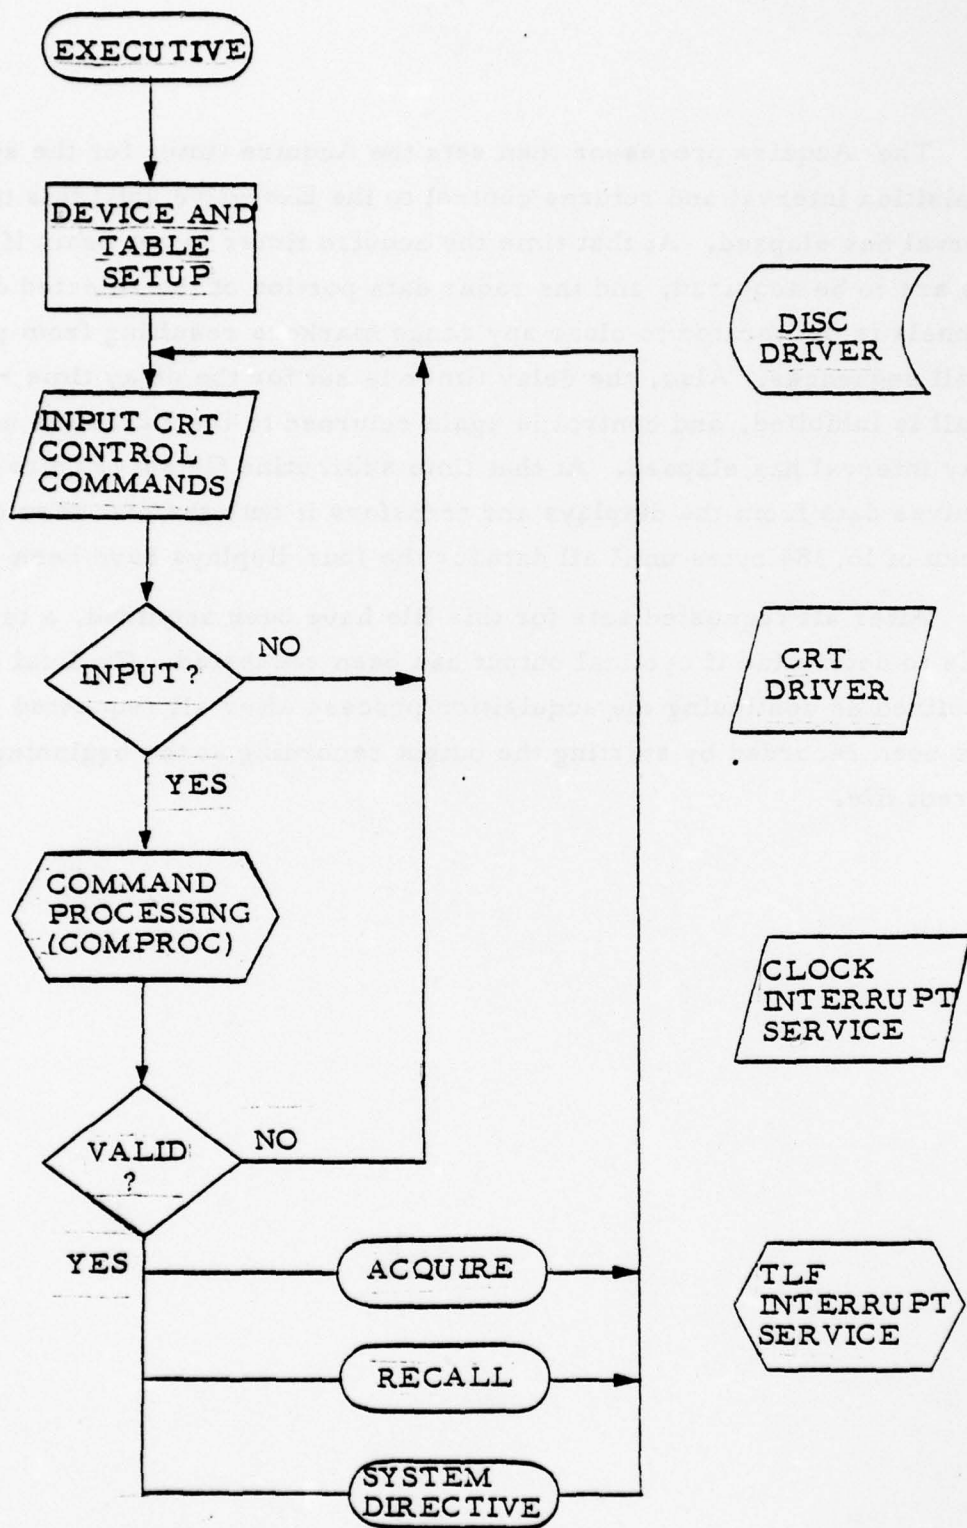 EXECUTIVE
DEVICE AND
TABLE
SETUP
INPUT CRT
CONTROL
COMMANDS
INPUT?
NO
YES
COMMAND
PROCESSING
(COMPROC)
VALID
?
NO
YES
ACQUIRE
RECALL
SYSTEM
DIRECTIVE
DISC
DRIVER
CRT
DRIVER
CLOCK
INTERRUPT
SERVICE
TLF
INTERRUPT
SERVICE